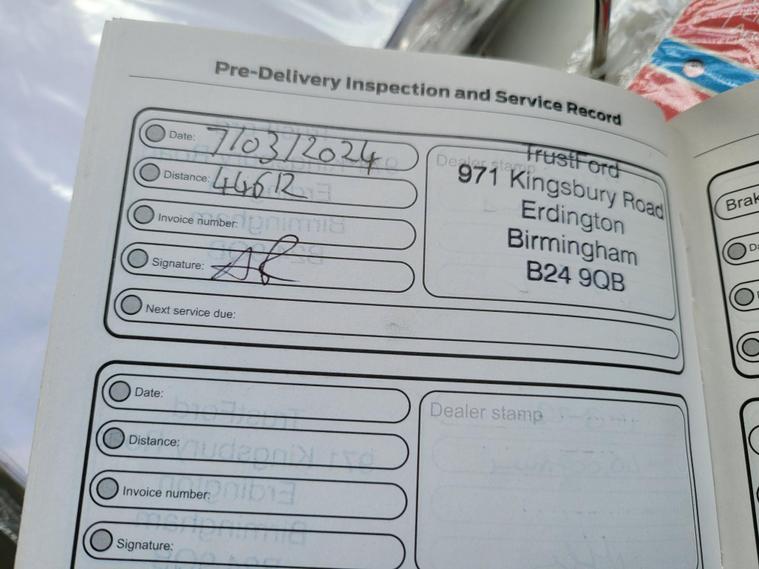 Pre-Delivery Inspection and Service Record
Date: 7/03/2024
Distance: 44612
Invoice number:
Signature:
Next service due:
Dealer stamp
TrustFord
971 Kingsbury Road
Erdington
Birmingham
B24 9QB
Date:
Distance:
Invoice number:
Signature:
Dealer stamp
Brak